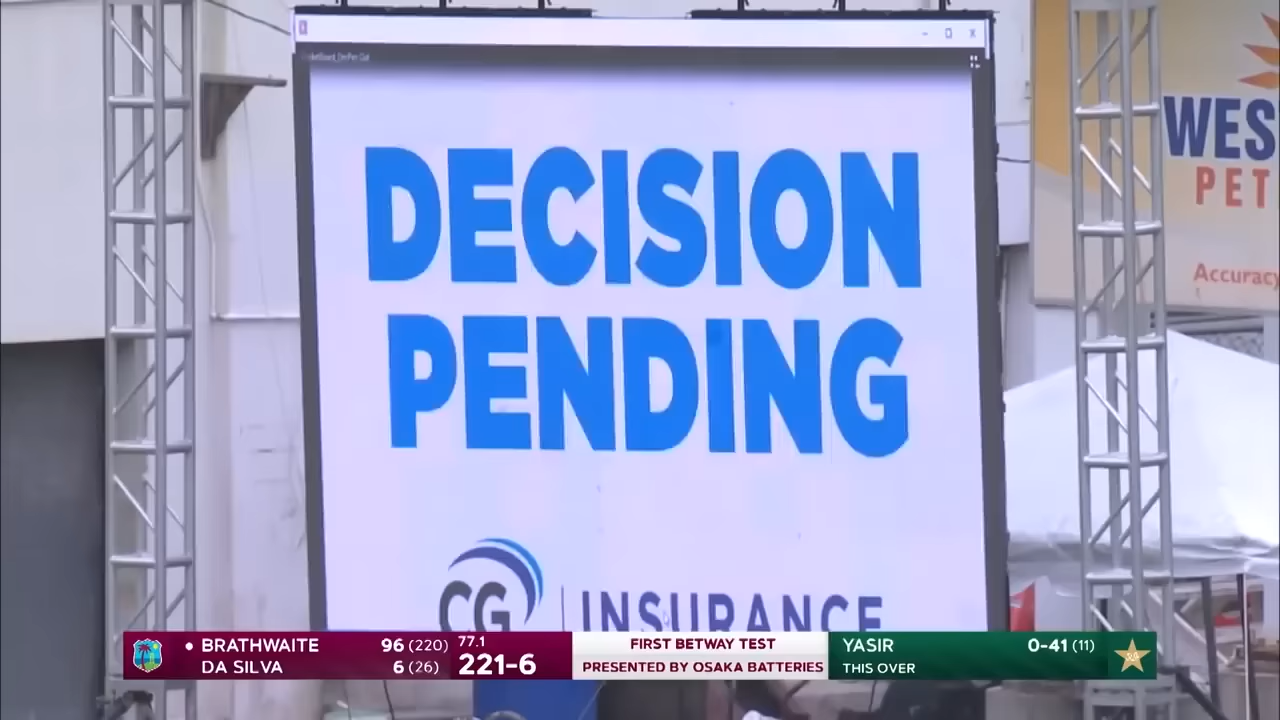 DECISION
PENDING
CG | INSURANCE
WES
PET
Accuracy
BRATHWAITE 96 (220) 77.1
DA SILVA 6 (26) 221-6
FIRST BETWAY TEST
PRESENTED BY OSAKA BATTERIES
YASIR 0-41 (11)
THIS OVER